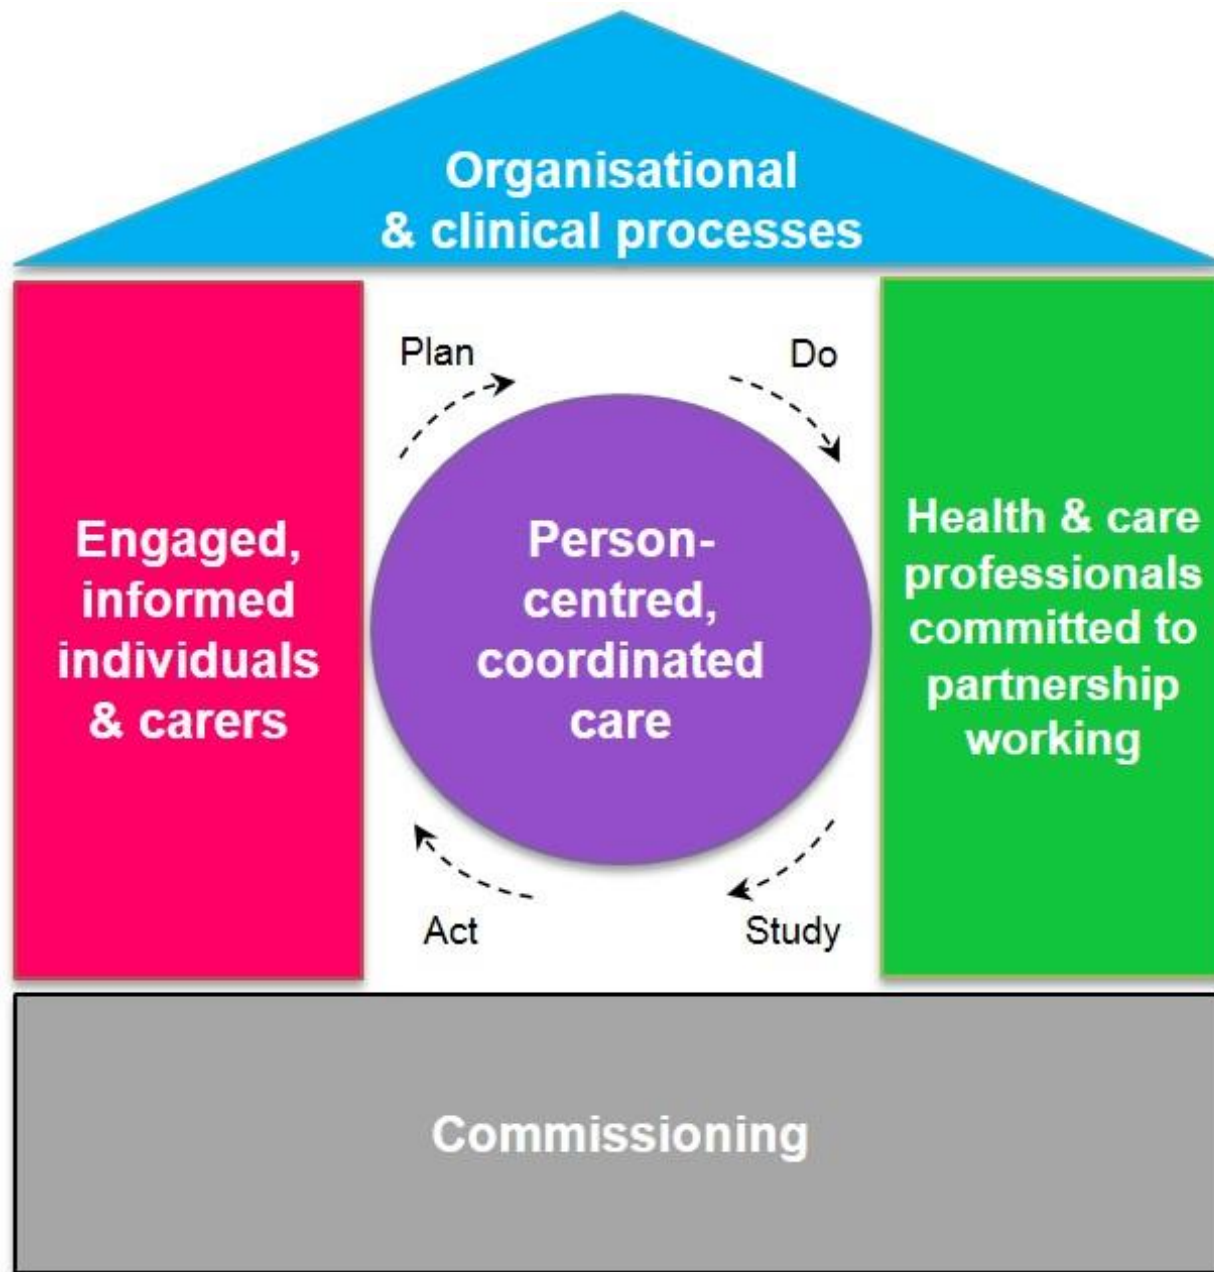 Organisational
& clinical processes
Plan
Do
Engaged,
informed
individuals
& carers
Person-
centred,
coordinated
care
Health & care
professionals
committed to
partnership
working
Act
Study
Commissioning